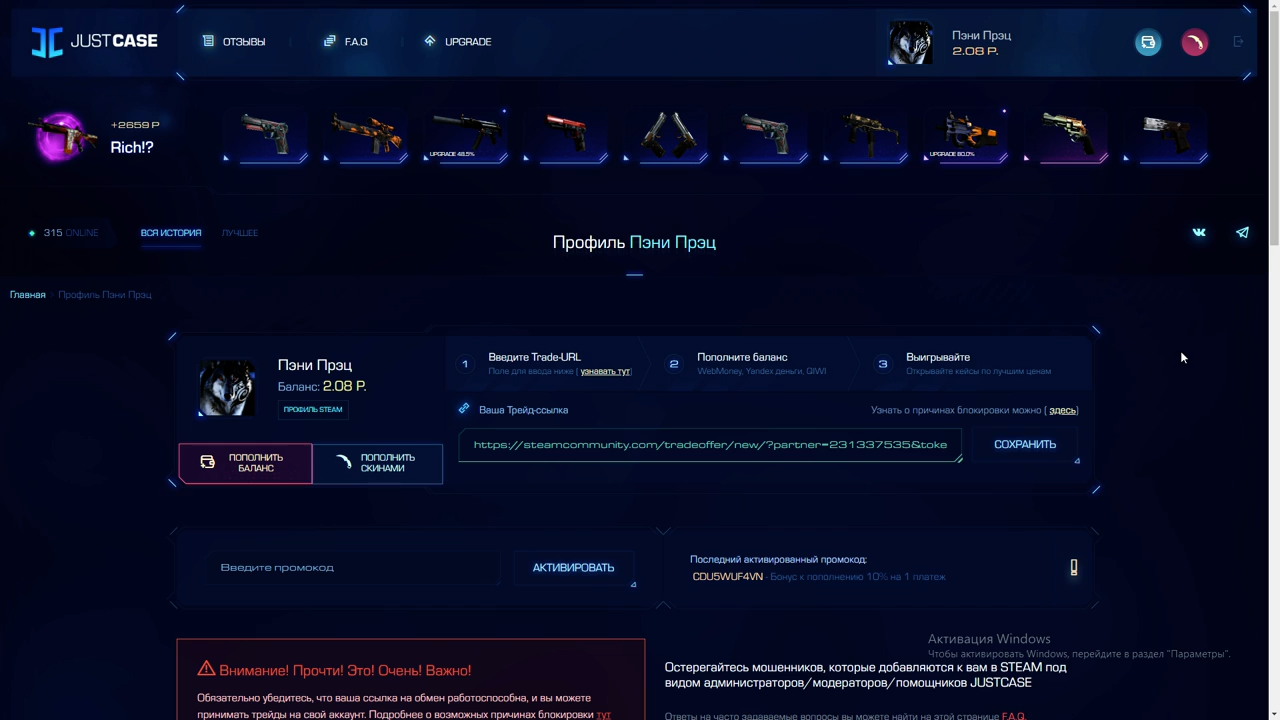 JUSTCASE
ОТЗЫВЫ
F.A.Q
UPGRADE
Пэни Прэц
2.08 Р.
+2659 Р
Rich!?
UPGRADE 48.5%
UPGRADE 80.0%
315 ONLINE
ВСЯ ИСТОРИЯ
ЛУЧШЕЕ
Профиль Пэни Прэц
Главная
Профиль Пэни Прэц
Пэни Прэц
Баланс: 2.08 Р.
ПРОФИЛЬ STEAM
ПОПОЛНИТЬ
БАЛАНС
ПОПОЛНИТЬ
СКИНАМИ
1
Введите Trade-URL
Поле для ввода ниже [ узнавать тут]
2
Пополните баланс
WebMoney, Yandex деньги, QIWI
3
Выигрывайте
Открывайте кейсы по лучшим ценам
Ваша Трейд-ссылка
Узнать о причинах блокировки можно [ здесь]
https://steamcommunity.com/tradeoffer/new/?partner=231337535&toke
СОХРАНИТЬ
Введите промокод
АКТИВИРОВАТЬ
Последний активированный промокод:
CDU5WUF4VN - Бонус к пополнению 10% на 1 платеж
Внимание! Прочти! Это! Очень! Важно!
Обязательно убедитесь, что ваша ссылка на обмен работоспособна, и вы можете
принимать трейды на свой аккаунт. Подробнее о возможных причинах блокировки тут
Активация Windows
Чтобы активировать Windows, перейдите в раздел "Параметры".
Остерегайтесь мошенников, которые добавляются к вам в STEAM под
видом администраторов/модераторов/помощников JUSTCASE
Ответы на часто задаваемые вопросы вы можете найти на этой странице F.A.Q.